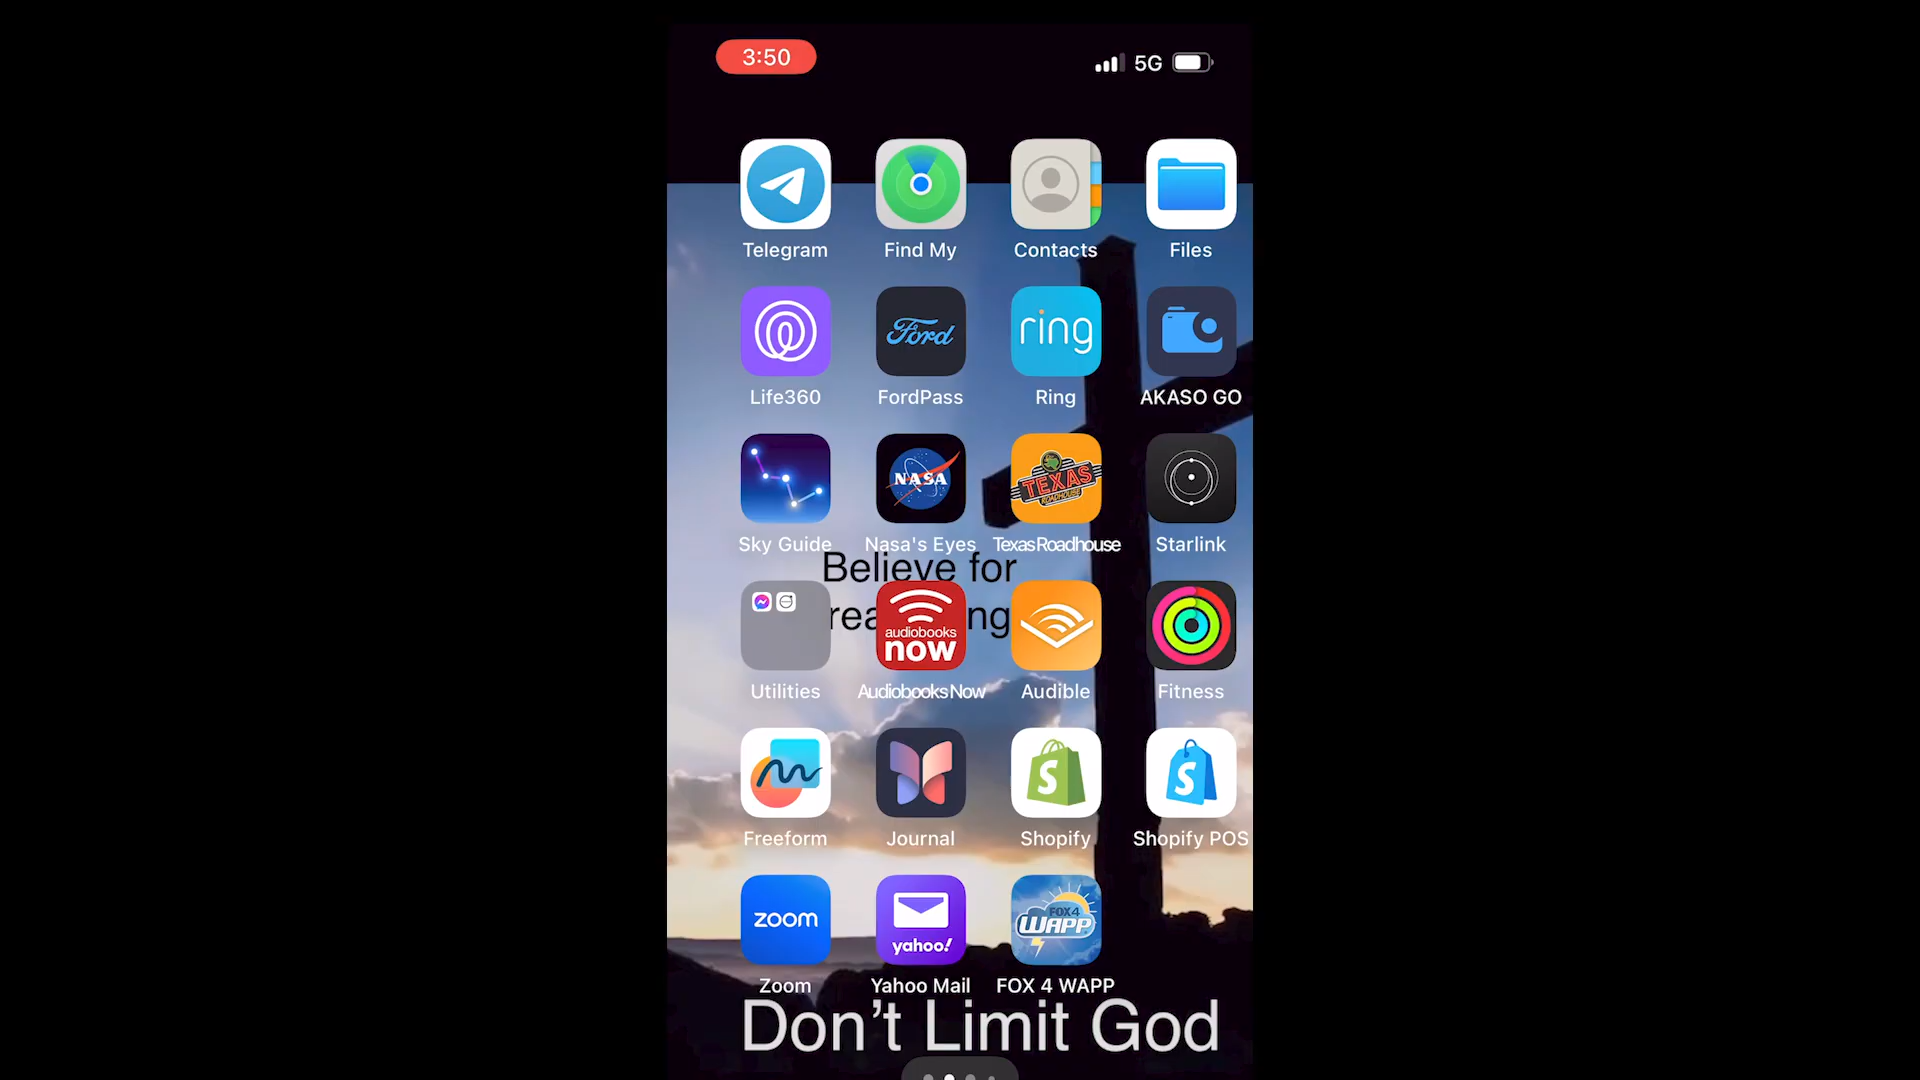 3:50
5G
Telegram
Find My
Contacts
Files
Ford
ring
Life360
FordPass
Ring
AKASO GO
NASA
TEXAS
ROADHOUSE
Sky Guide
Nasa's Eyes
Texas Roadhouse
Starlink
Believe for
audiobooks
now
Utilities
AudiobooksNow
Audible
Fitness
S
S
Freeform
Journal
Shopify
Shopify POS
zoom
yahoo!
FOX 4
WAPP
Zoom
Yahoo Mail
FOX 4 WAPP
Don't Limit God